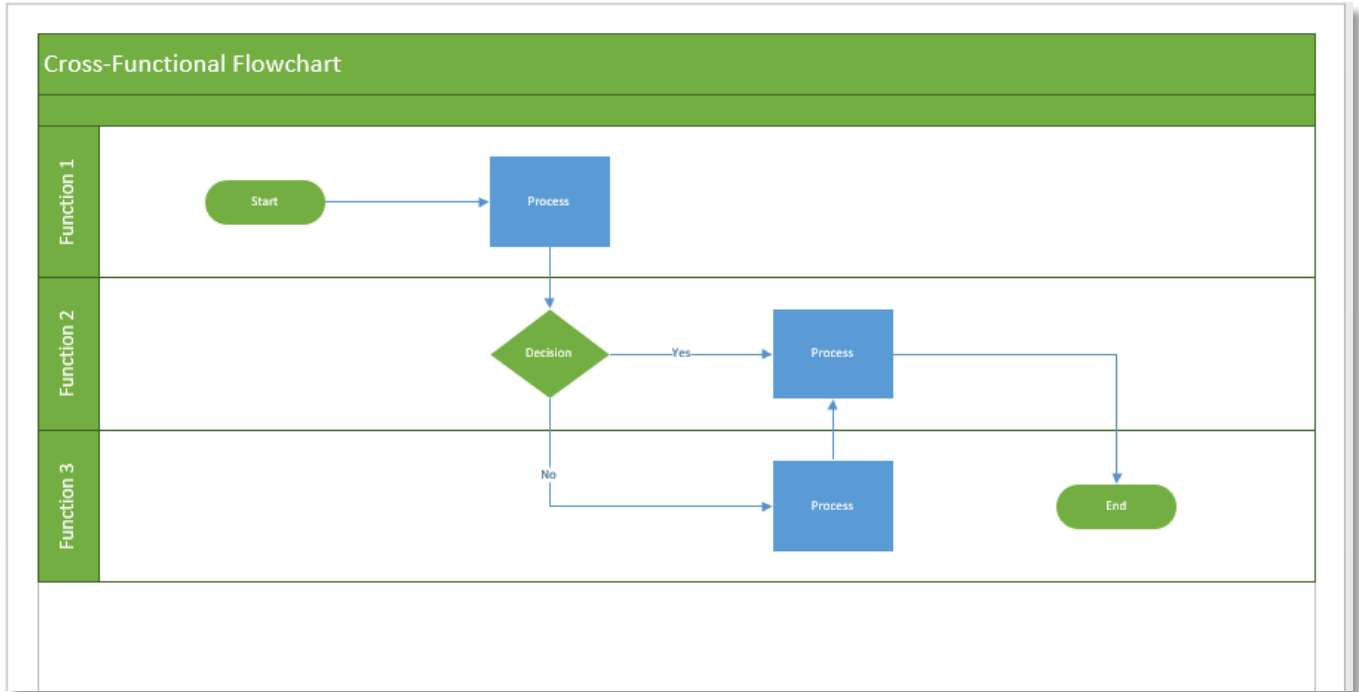 Cross-Functional Flowchart
Function 1
Start
Process
Function 2
Decision
Yes
Process
Function 3
No
Process
End